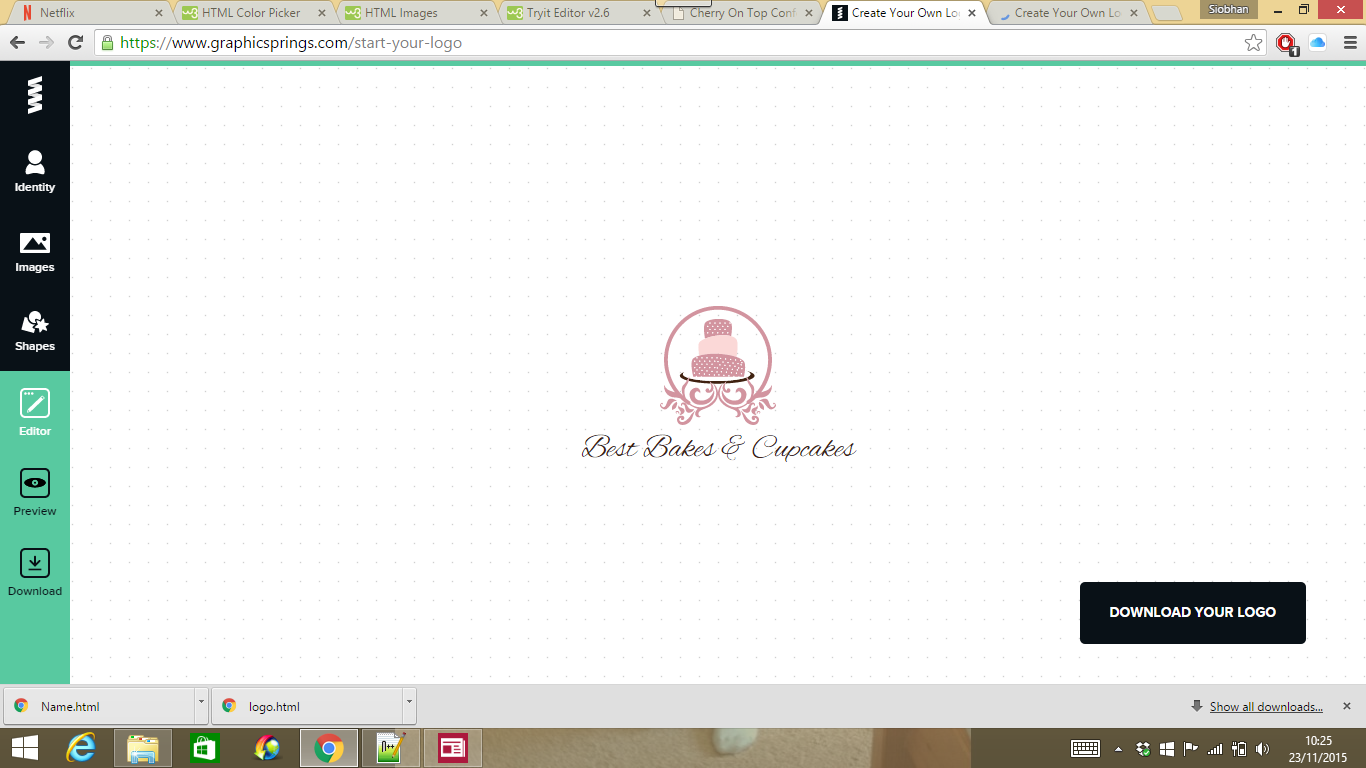 Netflix
HTML Color Picker
HTML Images
Tryit Editor v2.6
Cherry On Top Conf
Create Your Own Lo
Create Your Own Lo
Siobhan
https://www.graphicsprings.com/start-your-logo
1
Identity
Images
Shapes
Editor
Preview
Download
Best Bakes & Cupcakes
DOWNLOAD YOUR LOGO
Name.html
logo.html
Show all downloads...
10:25
23/11/2015